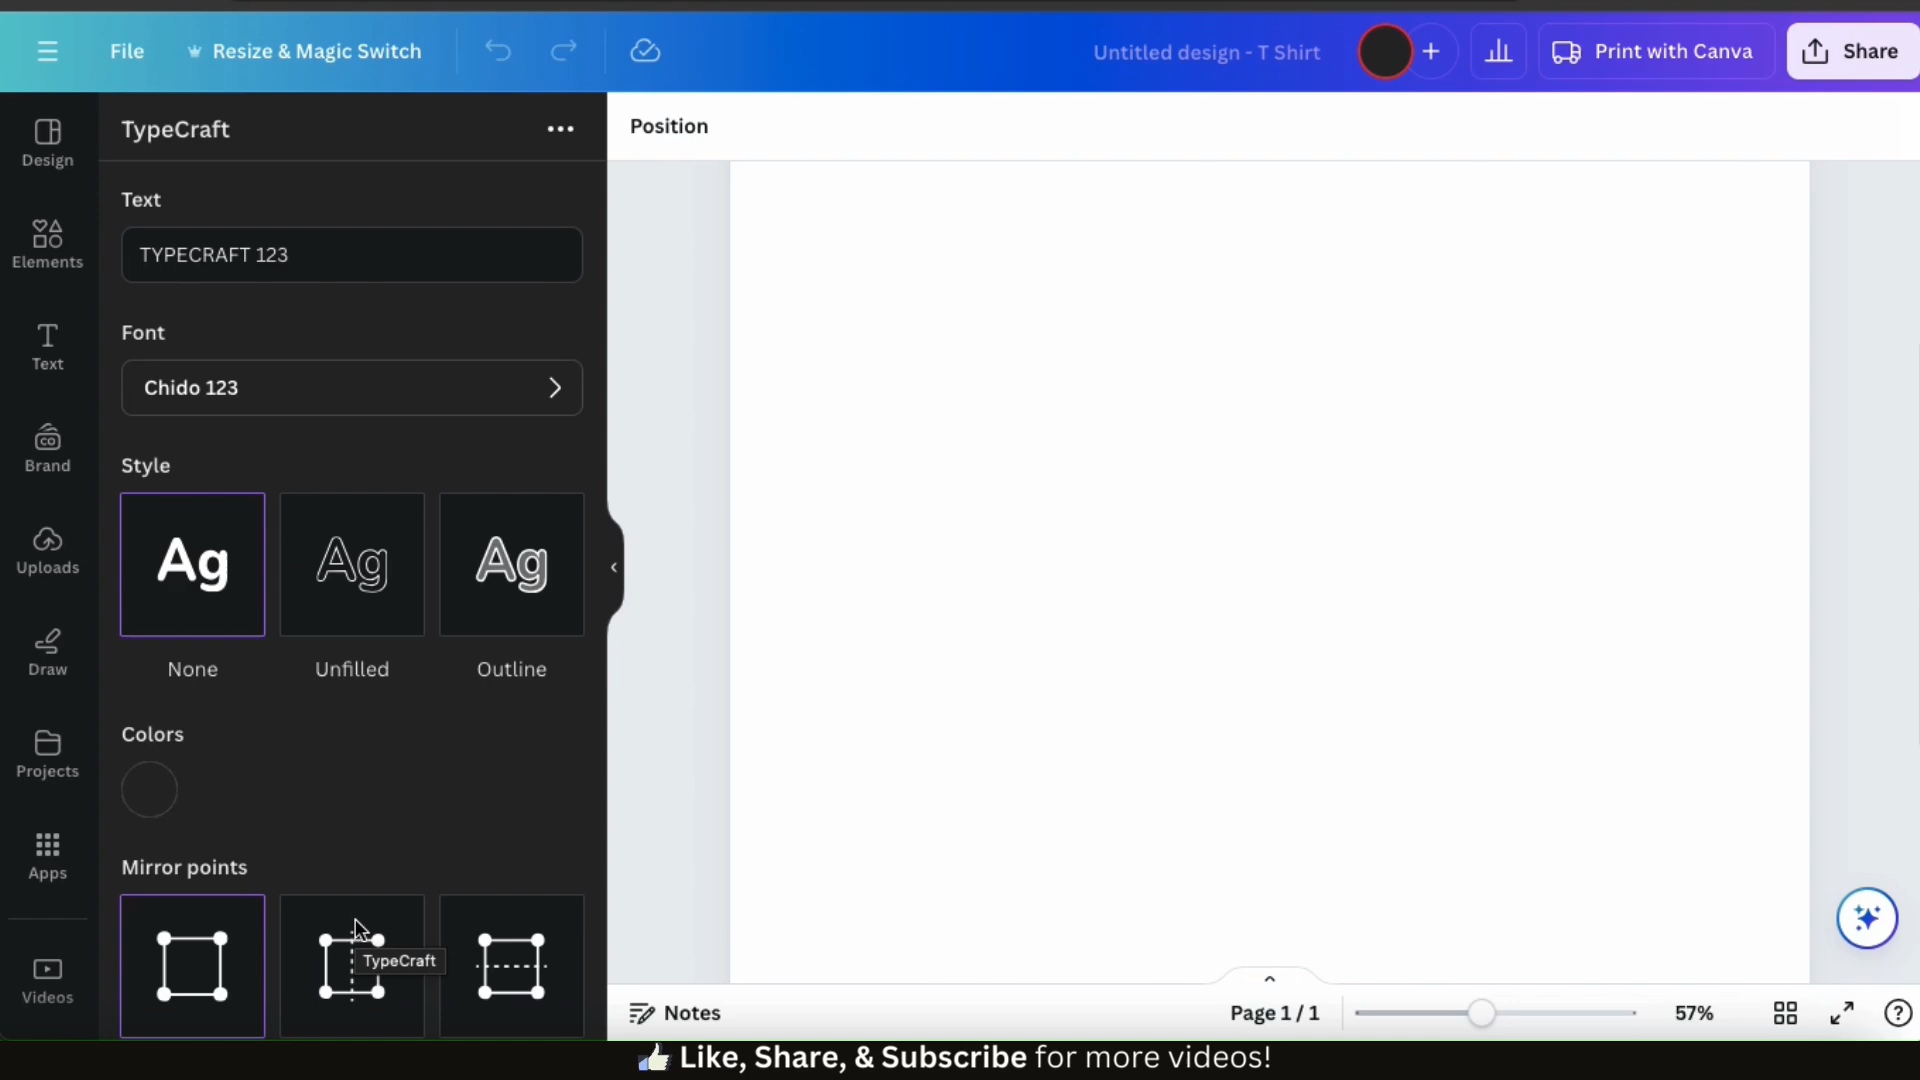 File
Resize & Magic Switch
Untitled design - T Shirt
Print with Canva
Share
Design
Elements
Text
Brand
CO
Uploads
Draw
Projects
Apps
Videos
TypeCraft
Text
TYPECRAFT 123
Font
Chido 123
Style
Ag
Ag
Ag
None
Unfilled
Outline
Colors
Mirror points
TypeCraft
Position
Notes
Page 1 / 1
57%
Like, Share, & Subscribe for more videos!